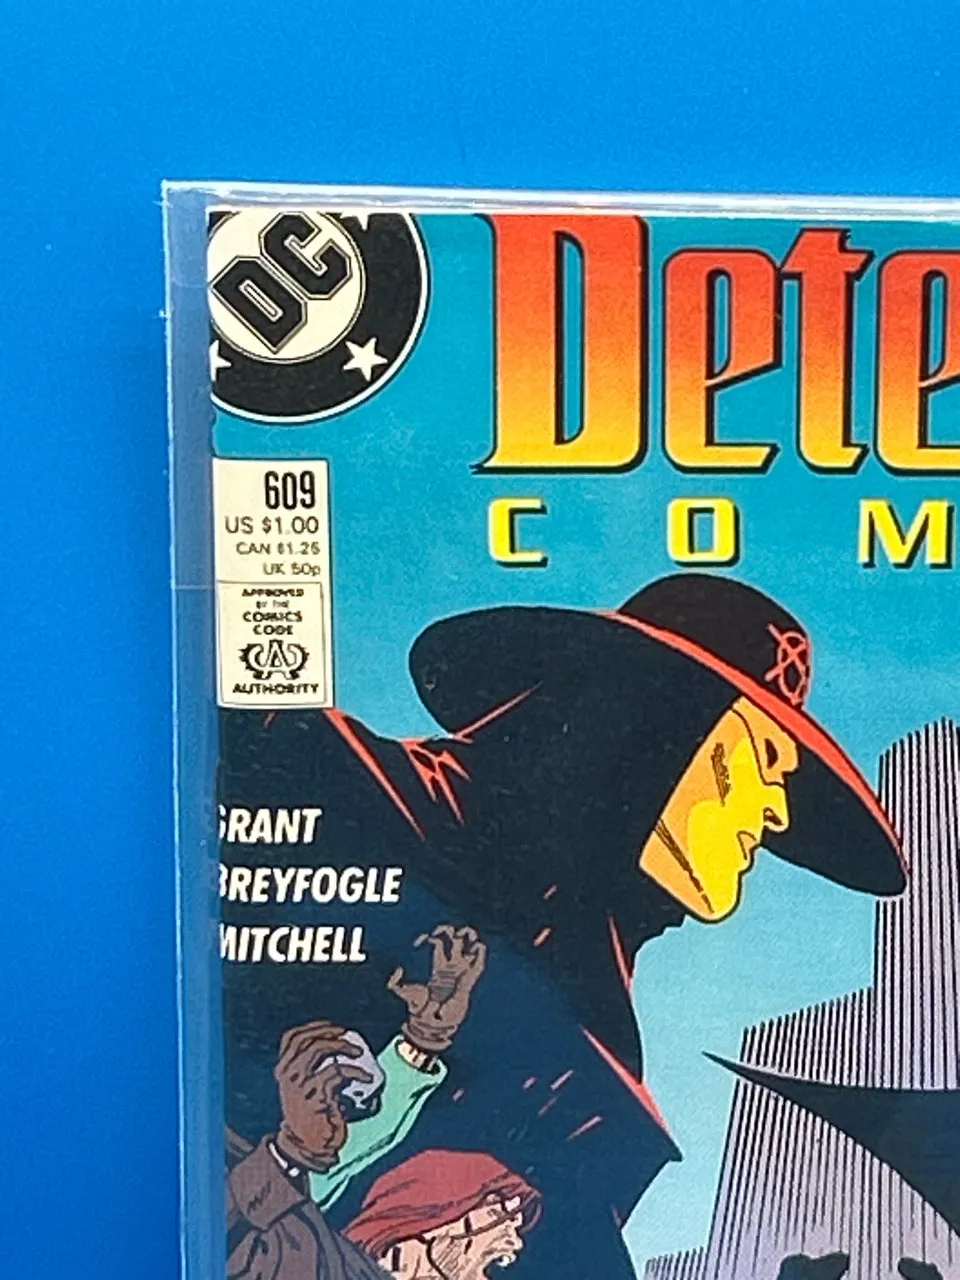 DC
Dete
COM
609
US $1.00
CAN $1.25
UK 50p
APPROVED
BY THE
COMICS
CODE
A
AUTHORITY
GRANT
BREYFOGLE
MITCHELL